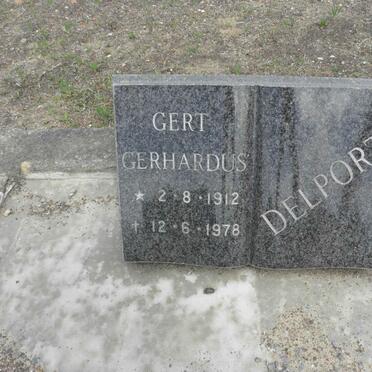 GERT
GERHARDUS
★ 2·8·1912
† 12·6·1978
DELPORT